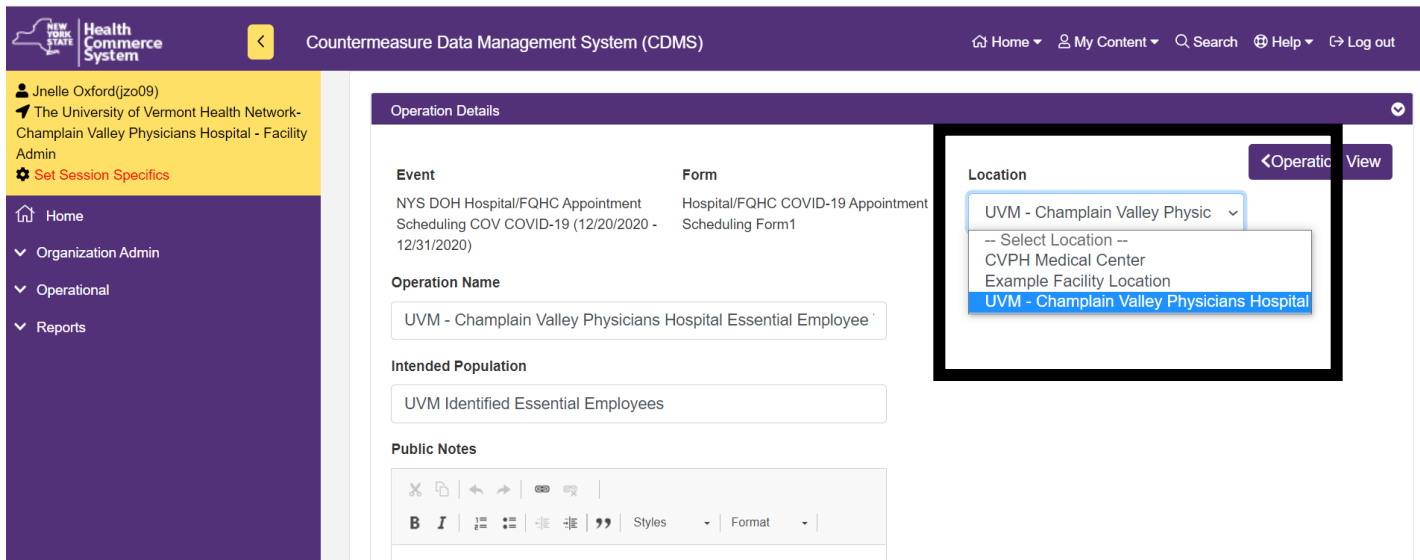 NEW YORK STATE Health Commerce System
Countermeasure Data Management System (CDMS)
Home
My Content
Search
Help
Log out
Jnelle Oxford(jzo09)
The University of Vermont Health Network-
Champlain Valley Physicians Hospital - Facility
Admin
Set Session Specifics
Home
Organization Admin
Operational
Reports
Operation Details
Operation View
Event
NYS DOH Hospital/FQHC Appointment
Scheduling COV COVID-19 (12/20/2020 -
12/31/2020)
Form
Hospital/FQHC COVID-19 Appointment
Scheduling Form1
Location
UVM - Champlain Valley Physic
-- Select Location --
CVPH Medical Center
Example Facility Location
UVM - Champlain Valley Physicians Hospital
Operation Name
UVM - Champlain Valley Physicians Hospital Essential Employee
Intended Population
UVM Identified Essential Employees
Public Notes
B I
Styles
Format